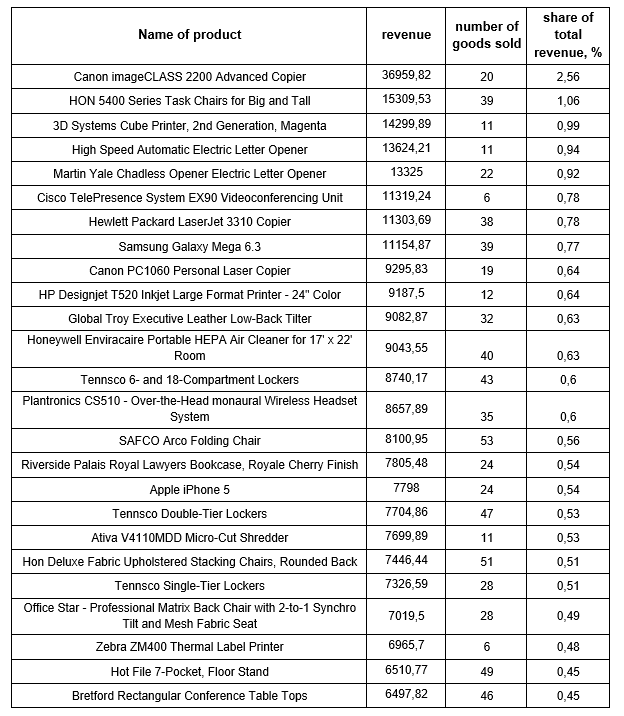 Name of product revenue number of goods sold share of total revenue, %
Canon imageCLASS 2200 Advanced Copier 36959,82 20 2,56
HON 5400 Series Task Chairs for Big and Tall 15309,53 39 1,06
3D Systems Cube Printer, 2nd Generation, Magenta 14299,89 11 0,99
High Speed Automatic Electric Letter Opener 13624,21 11 0,94
Martin Yale Chadless Opener Electric Letter Opener 13325 22 0,92
Cisco TelePresence System EX90 Videoconferencing Unit 11319,24 6 0,78
Hewlett Packard LaserJet 3310 Copier 11303,69 38 0,78
Samsung Galaxy Mega 6.3 11154,87 39 0,77
Canon PC1060 Personal Laser Copier 9295,83 19 0,64
HP Designjet T520 Inkjet Large Format Printer - 24" Color 9187,5 12 0,64
Global Troy Executive Leather Low-Back Tilter 9082,87 32 0,63
Honeywell Enviracaire Portable HEPA Air Cleaner for 17' x 22'
Room 9043,55 40 0,63
Tennsco 6- and 18-Compartment Lockers 8740,17 43 0,6
Plantronics CS510 - Over-the-Head monaural Wireless Headset
System 8657,89 35 0,6
SAFCO Arco Folding Chair 8100,95 53 0,56
Riverside Palais Royal Lawyers Bookcase, Royale Cherry Finish 7805,48 24 0,54
Apple iPhone 5 7798 24 0,54
Tennsco Double-Tier Lockers 7704,86 47 0,53
Ativa V4110MDD Micro-Cut Shredder 7699,89 11 0,53
Hon Deluxe Fabric Upholstered Stacking Chairs, Rounded Back 7446,44 51 0,51
Tennsco Single-Tier Lockers 7326,59 28 0,51
Office Star - Professional Matrix Back Chair with 2-to-1 Synchro
Tilt and Mesh Fabric Seat 7019,5 28 0,49
Zebra ZM400 Thermal Label Printer 6965,7 6 0,48
Hot File 7-Pocket, Floor Stand 6510,77 49 0,45
Bretford Rectangular Conference Table Tops 6497,82 46 0,45